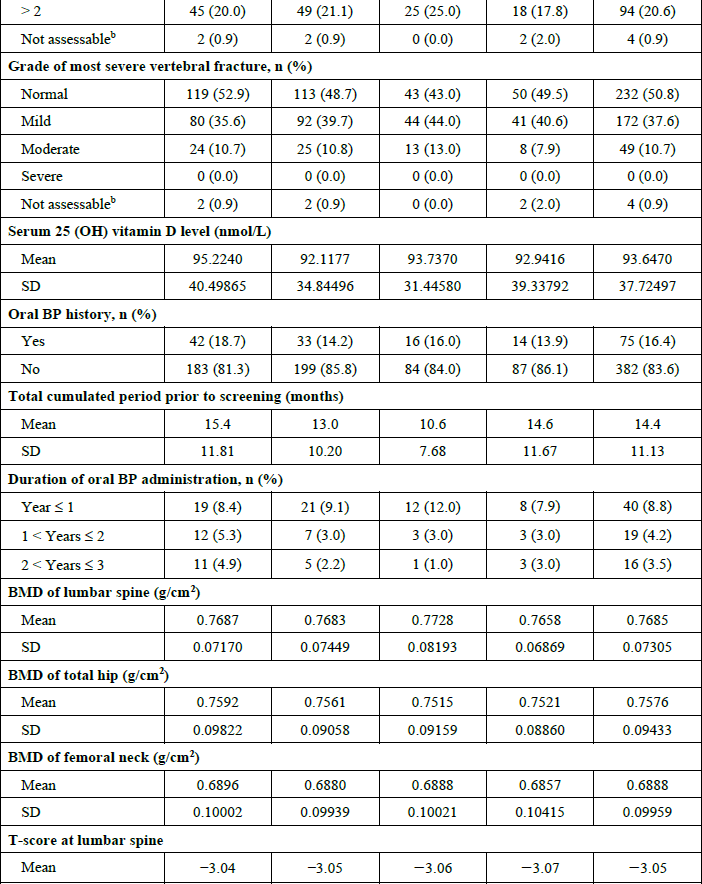 > 2 45 (20.0) 49 (21.1) 25 (25.0) 18 (17.8) 94 (20.6)
Not assessableᵇ 2 (0.9) 2 (0.9) 0 (0.0) 2 (2.0) 4 (0.9)
Grade of most severe vertebral fracture, n (%)
Normal 119 (52.9) 113 (48.7) 43 (43.0) 50 (49.5) 232 (50.8)
Mild 80 (35.6) 92 (39.7) 44 (44.0) 41 (40.6) 172 (37.6)
Moderate 24 (10.7) 25 (10.8) 13 (13.0) 8 (7.9) 49 (10.7)
Severe 0 (0.0) 0 (0.0) 0 (0.0) 0 (0.0) 0 (0.0)
Not assessableᵇ 2 (0.9) 2 (0.9) 0 (0.0) 2 (2.0) 4 (0.9)
Serum 25 (OH) vitamin D level (nmol/L)
Mean 95.2240 92.1177 93.7370 92.9416 93.6470
SD 40.49865 34.84496 31.44580 39.33792 37.72497
Oral BP history, n (%)
Yes 42 (18.7) 33 (14.2) 16 (16.0) 14 (13.9) 75 (16.4)
No 183 (81.3) 199 (85.8) 84 (84.0) 87 (86.1) 382 (83.6)
Total cumulated period prior to screening (months)
Mean 15.4 13.0 10.6 14.6 14.4
SD 11.81 10.20 7.68 11.67 11.13
Duration of oral BP administration, n (%)
Year ≤ 1 19 (8.4) 21 (9.1) 12 (12.0) 8 (7.9) 40 (8.8)
1 < Years ≤ 2 12 (5.3) 7 (3.0) 3 (3.0) 3 (3.0) 19 (4.2)
2 < Years ≤ 3 11 (4.9) 5 (2.2) 1 (1.0) 3 (3.0) 16 (3.5)
BMD of lumbar spine (g/cm²)
Mean 0.7687 0.7683 0.7728 0.7658 0.7685
SD 0.07170 0.07449 0.08193 0.06869 0.07305
BMD of total hip (g/cm²)
Mean 0.7592 0.7561 0.7515 0.7521 0.7576
SD 0.09822 0.09058 0.09159 0.08860 0.09433
BMD of femoral neck (g/cm²)
Mean 0.6896 0.6880 0.6888 0.6857 0.6888
SD 0.10002 0.09939 0.10021 0.10415 0.09959
T-score at lumbar spine
Mean −3.04 −3.05 −3.06 −3.07 −3.05